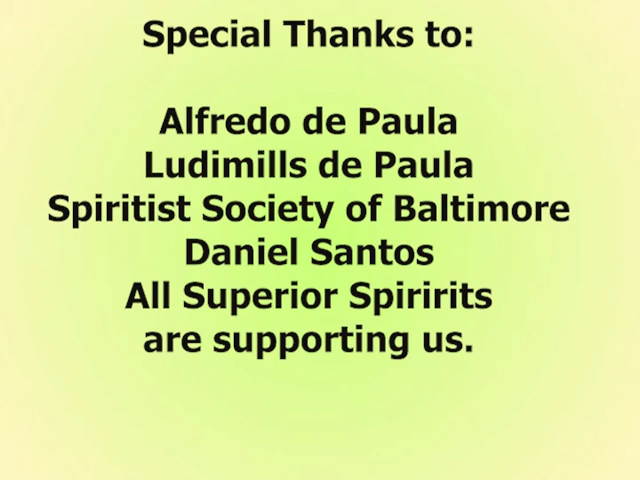 Special Thanks to:
Alfredo de Paula
Ludimills de Paula
Spiritist Society of Baltimore
Daniel Santos
All Superior Spiririts
are supporting us.